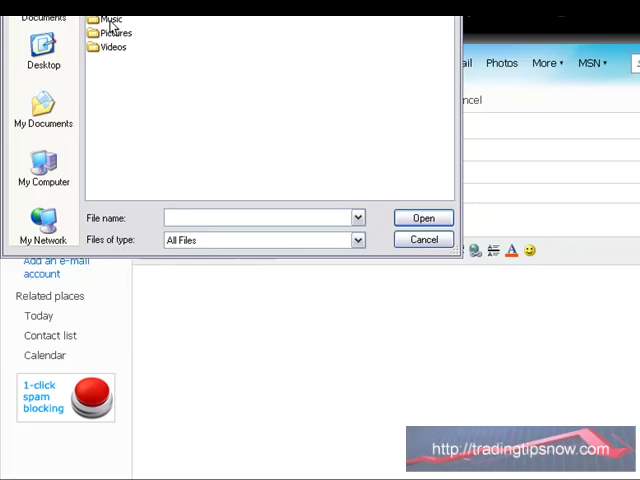 Documents
Music
Pictures
Videos
Desktop
My Documents
My Computer
My Network
File name:
Open
Files of type: All Files
Cancel
Photos More MSN
Add an e-mail
account
Related places
Today
Contact list
Calendar
1-click
spam
blocking
http://tradingtipsnow.com